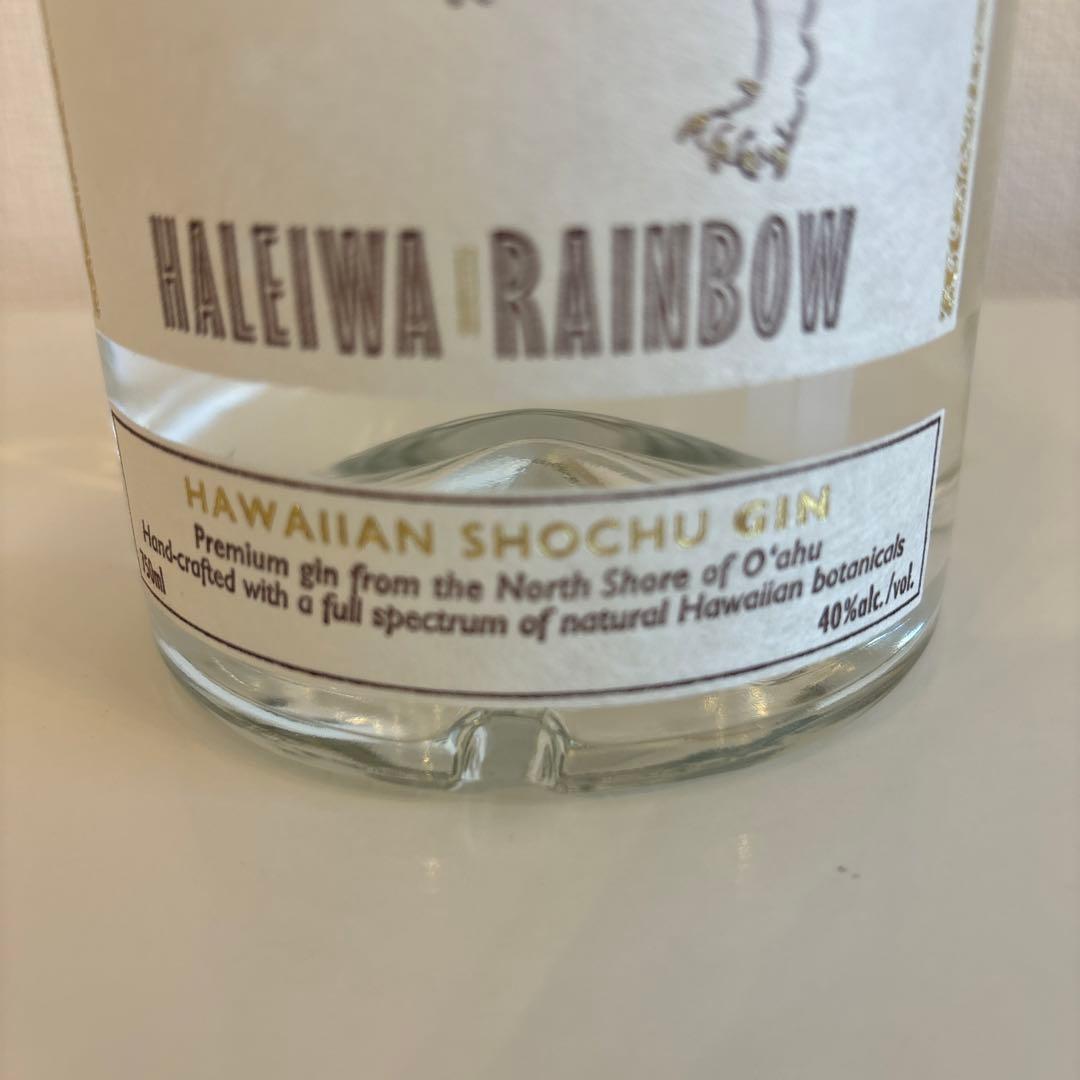 HALEIWA RAINBOW
HAWAIIAN SHOCHU GIN
Premium gin from the North Shore of Oʻahu
Hand-crafted with a full spectrum of natural Hawaiian botanicals
750ml
40%alc./vol.